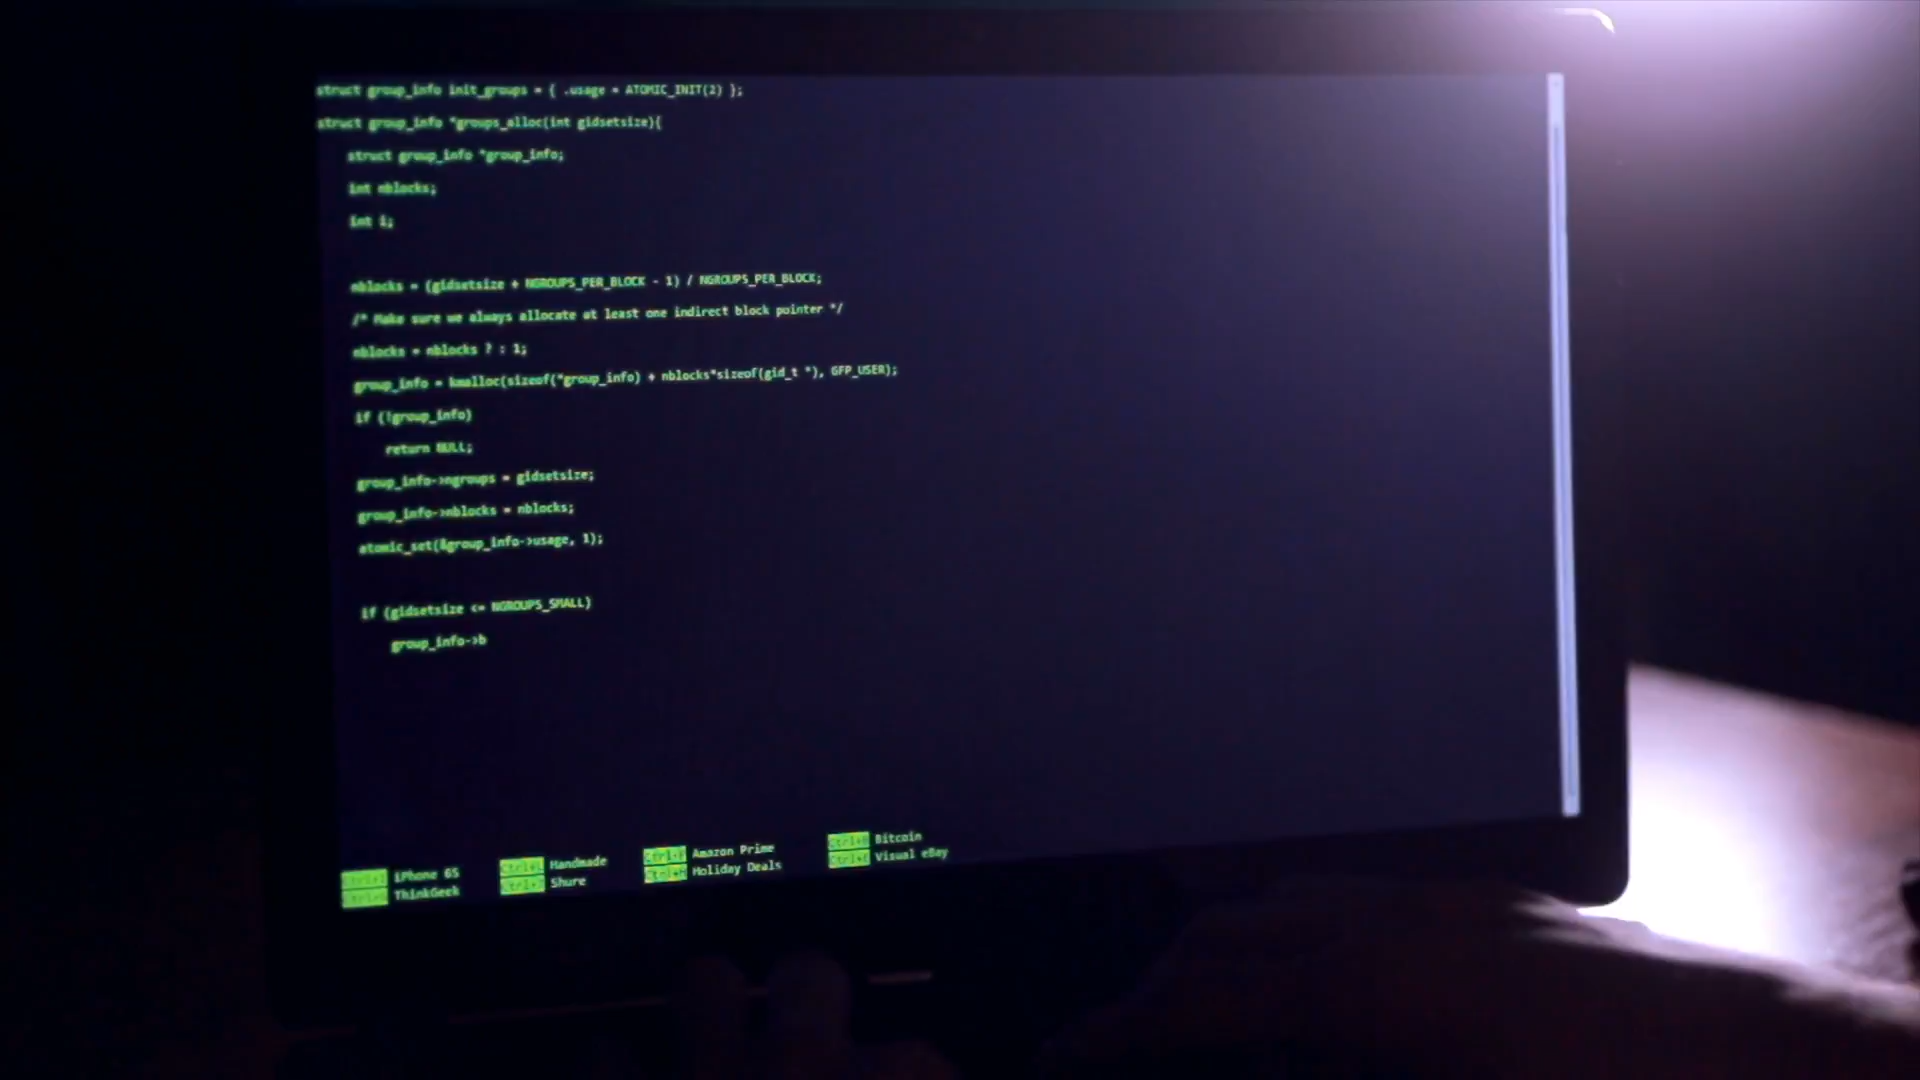 struct group_info init_groups = { .usage = ATOMIC_INIT(2) };
struct group_info *groups_alloc(int gidsetsize){
struct group_info *group_info;
int nblocks;
int i;
nblocks = (gidsetsize + NGROUPS_PER_BLOCK - 1) / NGROUPS_PER_BLOCK;
/* Make sure we always allocate at least one indirect block pointer */
nblocks = nblocks ? : 1;
group_info = kmalloc(sizeof(*group_info) + nblocks*sizeof(gid_t *), GFP_USER);
if (!group_info)
return NULL;
group_info->ngroups = gidsetsize;
group_info->nblocks = nblocks;
atomic_set(&group_info->usage, 1);
if (gidsetsize <= NGROUPS_SMALL)
group_info->b
iPhone 6S Handmade Amazon Prime Bitcoin
ThinkGeek Shure Holiday Deals Visual eBay